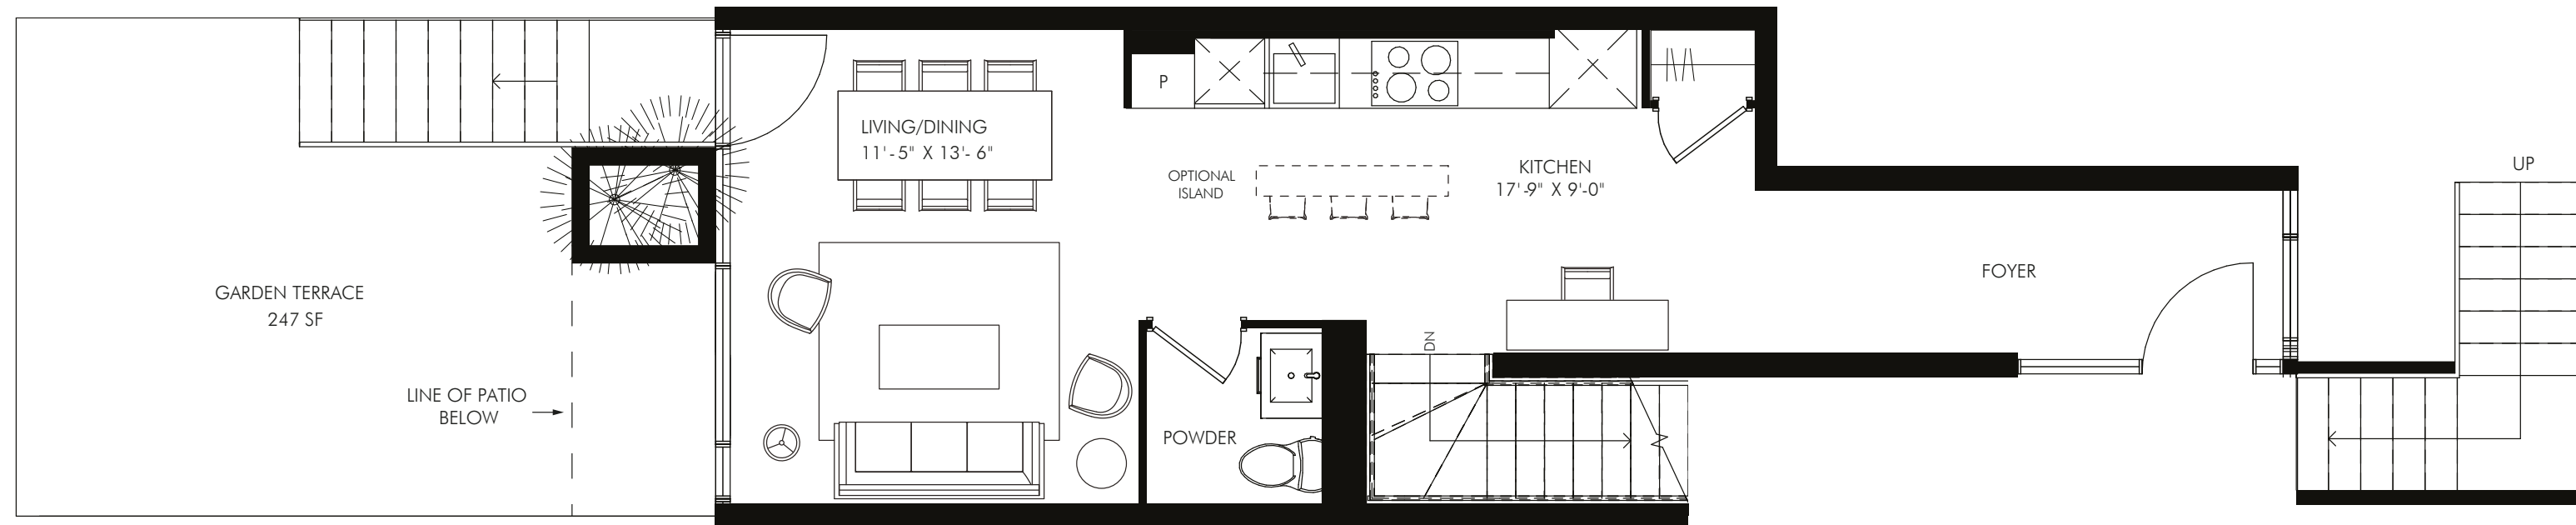 GARDEN TERRACE
247 SF
LINE OF PATIO
BELOW
LIVING/DINING
11'-5" X 13'- 6"
P
OPTIONAL
ISLAND
KITCHEN
17'-9" X 9'-0"
POWDER
DN
FOYER
UP